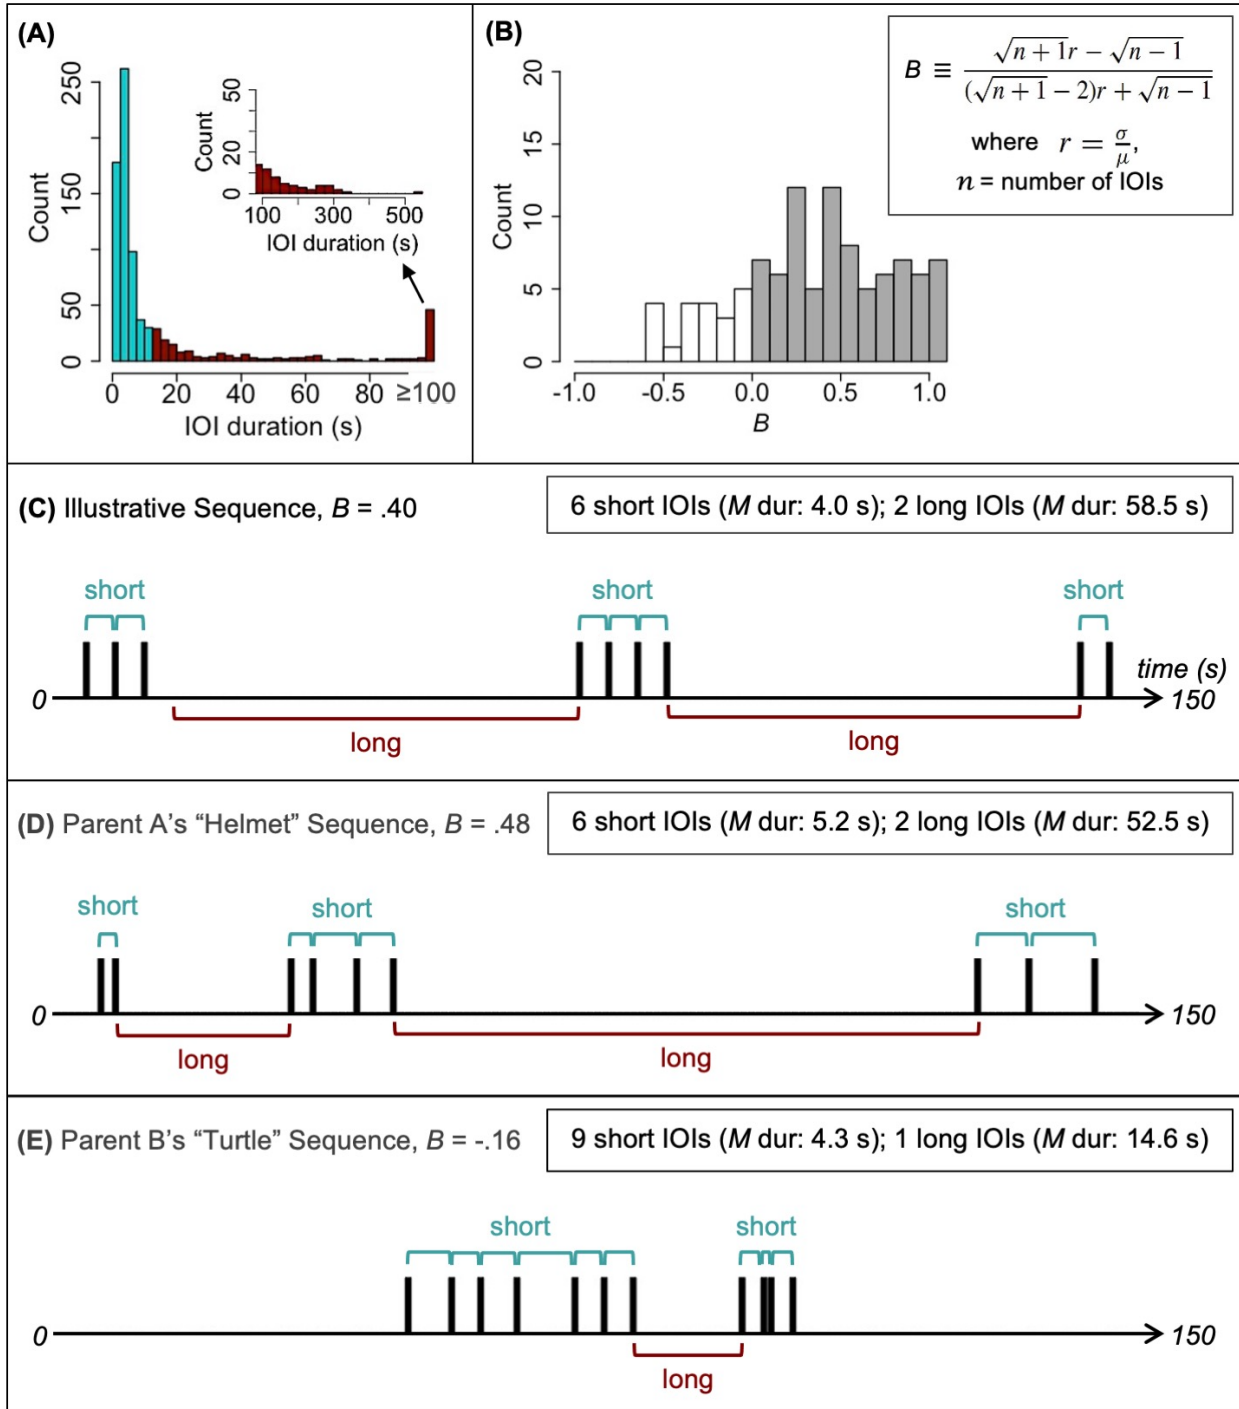 (A)
250
150
50
0
Count
0 20 40 60 80 ≥100
IOI duration (s)
50
20
0
Count
100 300 500
IOI duration (s)
(B)
20
15
10
5
0
Count
-1.0 -0.5 0.0 0.5 1.0
B
B ≡ (√n+1r − √n−1) / ((√n+1 − 2)r + √n−1)
where r = σ/μ,
n = number of IOIs
(C) Illustrative Sequence, B = .40
6 short IOIs (M dur: 4.0 s); 2 long IOIs (M dur: 58.5 s)
short short short
time (s)
0 150
long long
(D) Parent A's “Helmet” Sequence, B = .48
6 short IOIs (M dur: 5.2 s); 2 long IOIs (M dur: 52.5 s)
short short short
0 150
long long
(E) Parent B's “Turtle” Sequence, B = -.16
9 short IOIs (M dur: 4.3 s); 1 long IOIs (M dur: 14.6 s)
short short
0 150
long